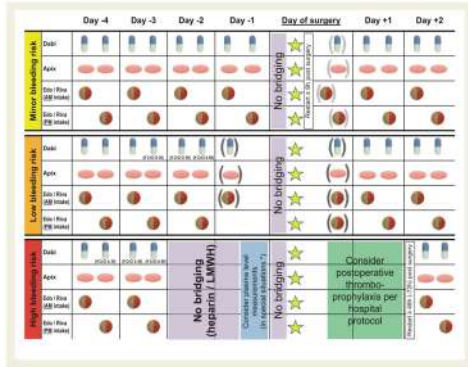 Day -4 Day -3 Day -2 Day -1 Day of surgery Day +1 Day +2
Minor bleeding risk
Dabi
Apix
Edo / Riva
(AM intake)
Edo / Riva
(PM intake)
No bridging
Low bleeding risk
Dabi
Apix
Edo / Riva
(AM intake)
Edo / Riva
(PM intake)
No bridging
High bleeding risk
Dabi
Apix
Edo / Riva
(AM intake)
Edo / Riva
(PM intake)
No bridging
(heparin / LMWH)
Consider plasma level
measurements
(in special situations *)
No bridging
Consider
postoperative
thrombo-
prophylaxis per
hospital
protocol